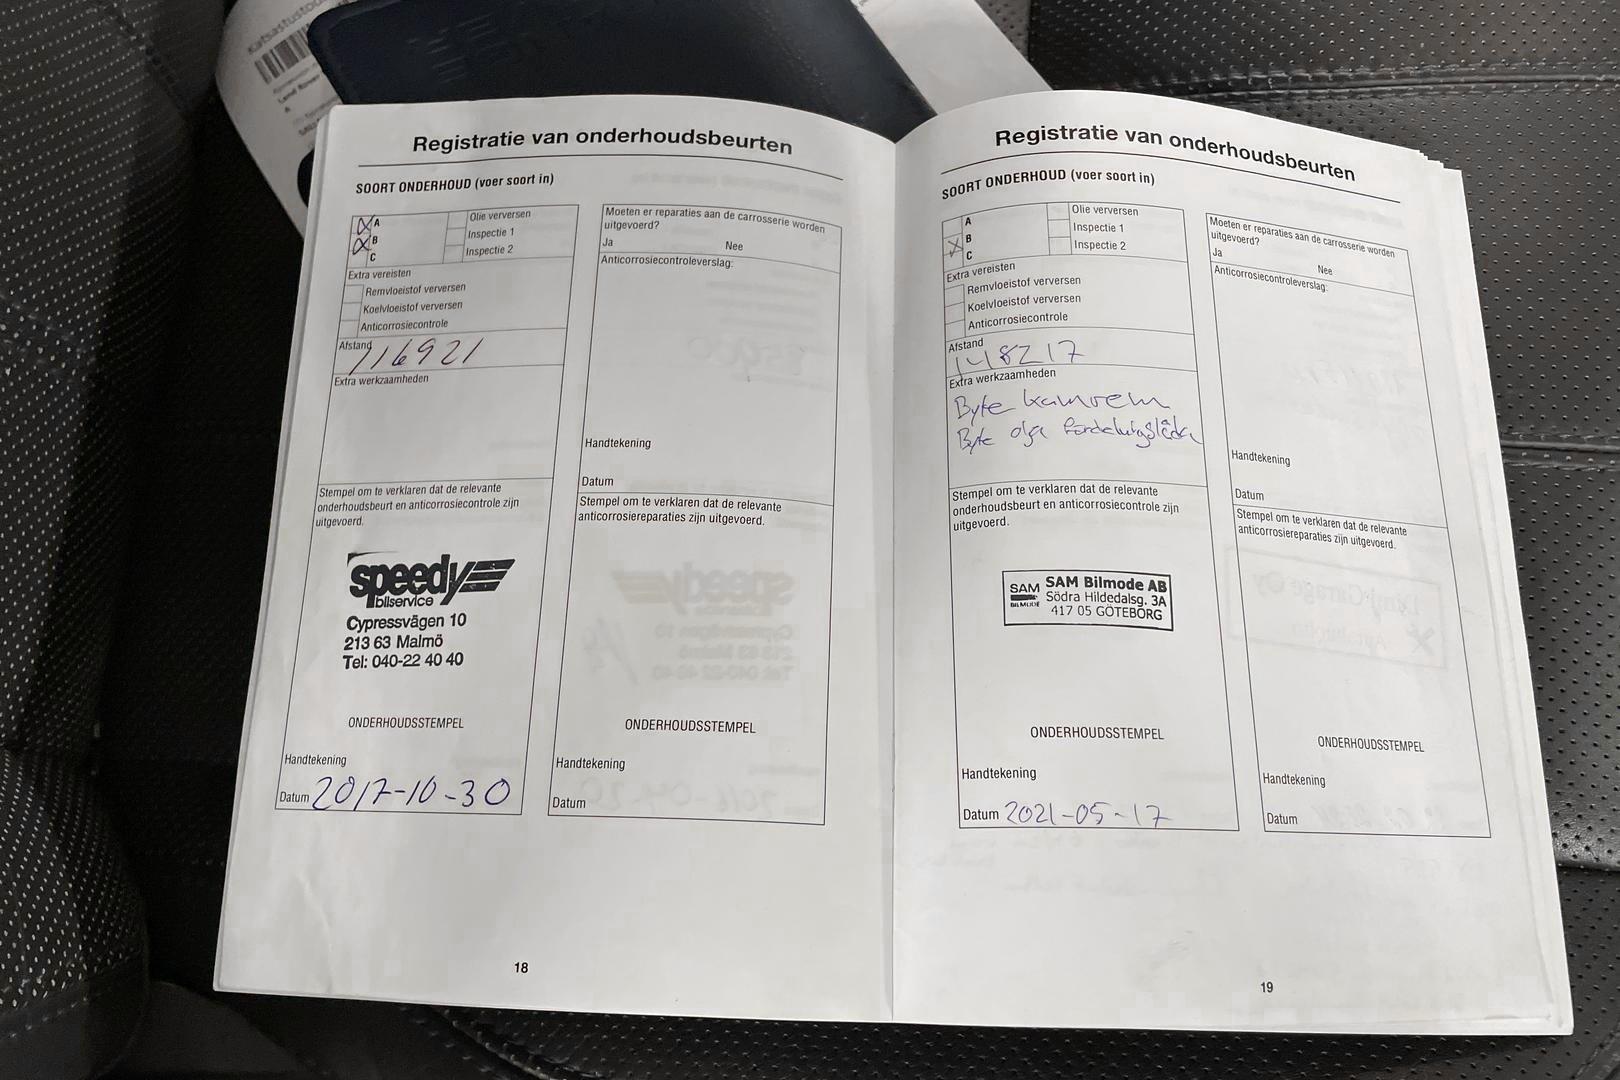 Katsastustod
Land Rover
Registratie van onderhoudsbeurten
SOORT ONDERHOUD (voer soort in)
A
B
C
Olie verversen
Inspectie 1
Inspectie 2
Extra vereisten
Remvloeistof verversen
Koelvloeistof verversen
Anticorrosiecontrole
Afstand
116921
Extra werkzaamheden
Stempel om te verklaren dat de relevante
onderhoudsbeurt en anticorrosiecontrole zijn
uitgevoerd.
speedy
bilservice
Cypressvägen 10
213 63 Malmö
Tel: 040-22 40 40
ONDERHOUDSSTEMPEL
Handtekening
Datum 2017-10-30
Moeten er reparaties aan de carrosserie worden
uitgevoerd?
Ja Nee
Anticorrosiecontroleverslag:
Handtekening
Datum
Stempel om te verklaren dat de relevante
anticorrosiereparaties zijn uitgevoerd.
ONDERHOUDSSTEMPEL
Handtekening
Datum
18
Registratie van onderhoudsbeurten
SOORT ONDERHOUD (voer soort in)
A
B
C
Olie verversen
Inspectie 1
Inspectie 2
Extra vereisten
Remvloeistof verversen
Koelvloeistof verversen
Anticorrosiecontrole
Afstand
148217
Extra werkzaamheden
Byte kamrem
Byte olja fördelningslåda
Stempel om te verklaren dat de relevante
onderhoudsbeurt en anticorrosiecontrole zijn
uitgevoerd.
SAM BILMODE
SAM Bilmode AB
Södra Hildedalsg. 3A
417 05 GÖTEBORG
ONDERHOUDSSTEMPEL
Handtekening
Datum 2021-05-17
Moeten er reparaties aan de carrosserie worden
uitgevoerd?
Ja Nee
Anticorrosiecontroleverslag:
Handtekening
Datum
Stempel om te verklaren dat de relevante
anticorrosiereparaties zijn uitgevoerd.
ONDERHOUDSSTEMPEL
Handtekening
Datum
19